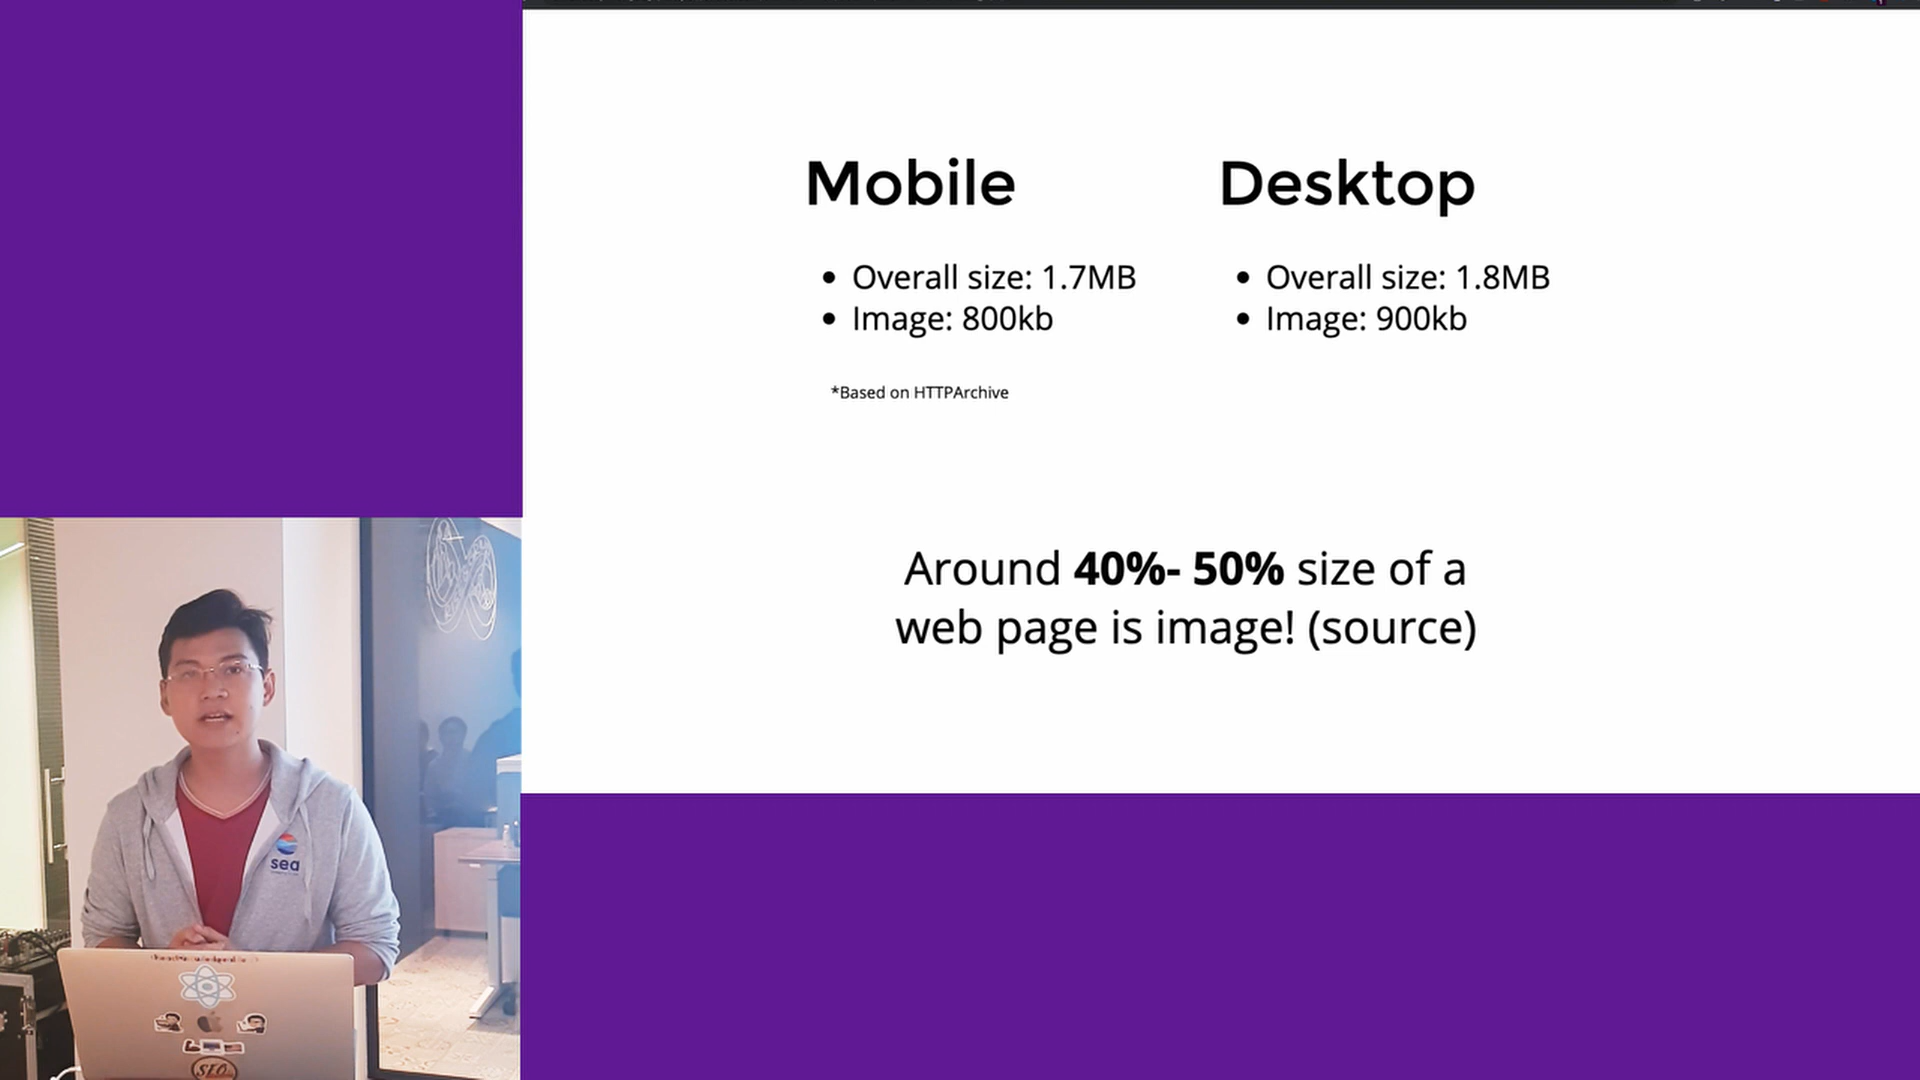 Mobile
Desktop
• Overall size: 1.7MB
• Image: 800kb
• Overall size: 1.8MB
• Image: 900kb
*Based on HTTPArchive
Around 40%- 50% size of a
web page is image! (source)
sea
SEO